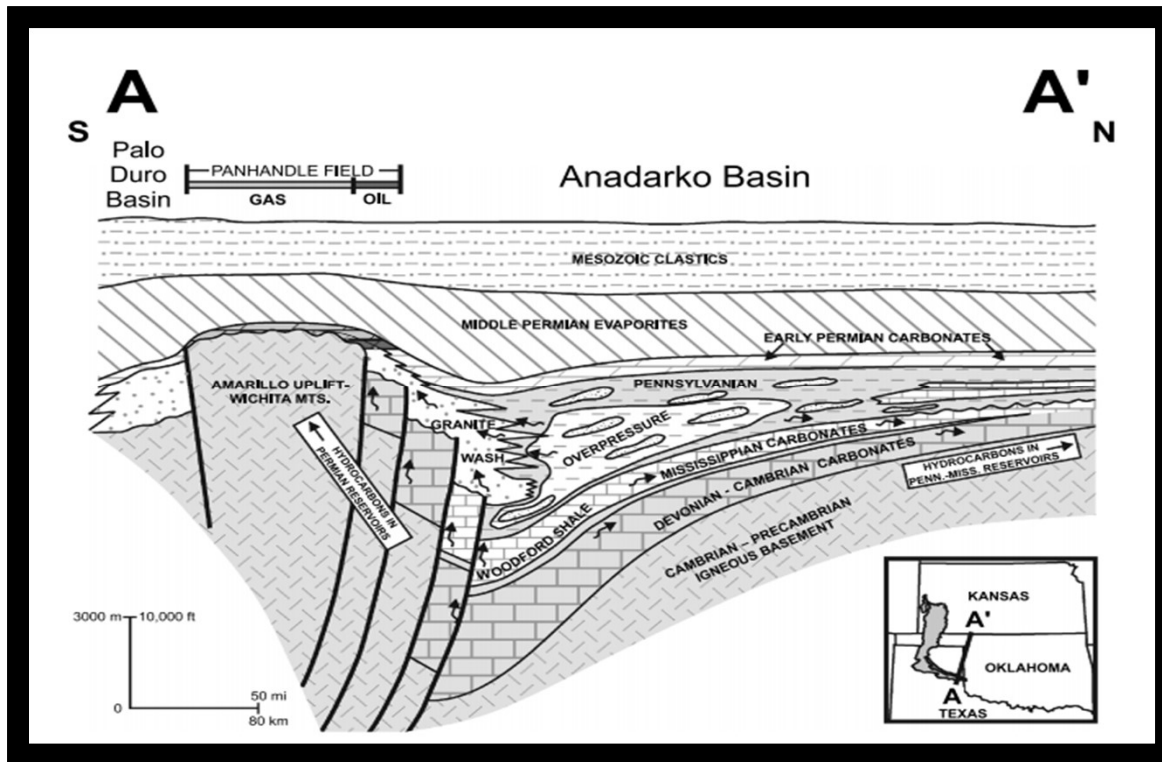 A
A'
S
N
Palo
Duro
Basin
PANHANDLE FIELD
GAS
OIL
Anadarko Basin
MESOZOIC CLASTICS
MIDDLE PERMIAN EVAPORITES
EARLY PERMIAN CARBONATES
PENNSYLVANIAN
AMARILLO UPLIFT-
WICHITA MTS.
GRANITE
WASH
OVERPRESSURE
MISSISSIPPIAN CARBONATES
HYDROCARBONS IN
PERMIAN RESERVOIRS
WOODFORD SHALE
DEVONIAN - CAMBRIAN CARBONATES
HYDROCARBONS IN
PENN.-MISS. RESERVOIRS
CAMBRIAN – PRECAMBRIAN
IGNEOUS BASEMENT
3000 m
10,000 ft
0
50 mi
80 km
KANSAS
A'
OKLAHOMA
A
TEXAS